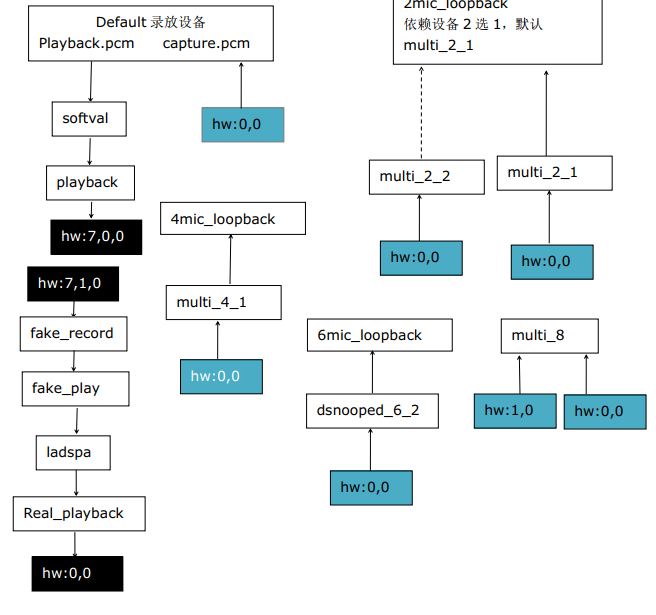 Default 录放设备
Playback.pcm capture.pcm
softval
hw:0,0
playback
hw:7,0,0
hw:7,1,0
fake_record
fake_play
ladspa
Real_playback
hw:0,0
4mic_loopback
multi_4_1
hw:0,0
2mic_loopback
依赖设备 2 选 1，默认
multi_2_1
multi_2_2
multi_2_1
hw:0,0
hw:0,0
6mic_loopback
dsnooped_6_2
hw:0,0
multi_8
hw:1,0
hw:0,0